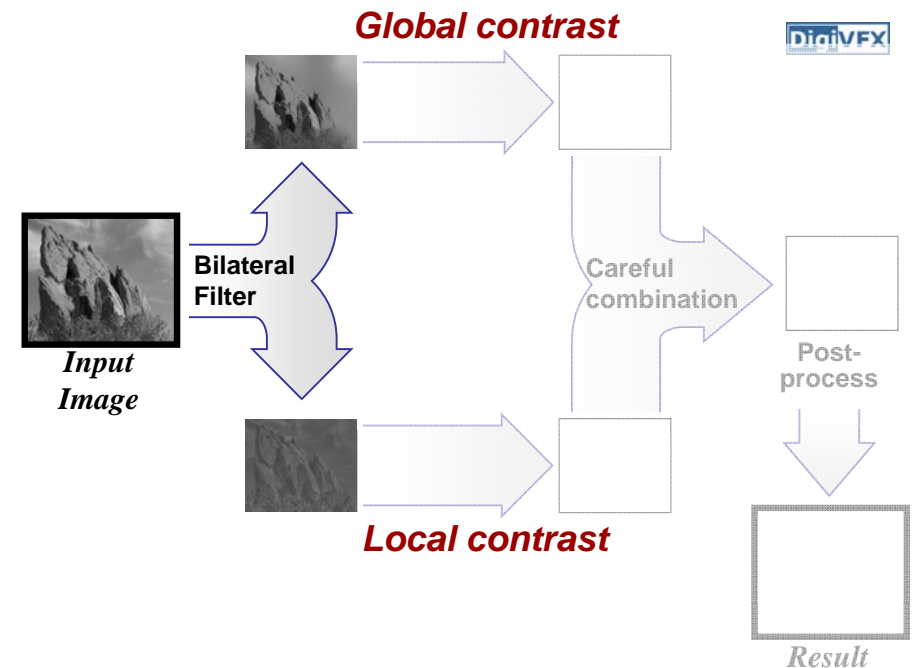 Global contrast
DigiVFX
Bilateral
Filter
Careful
combination
Input
Image
Post-
process
Local contrast
Result